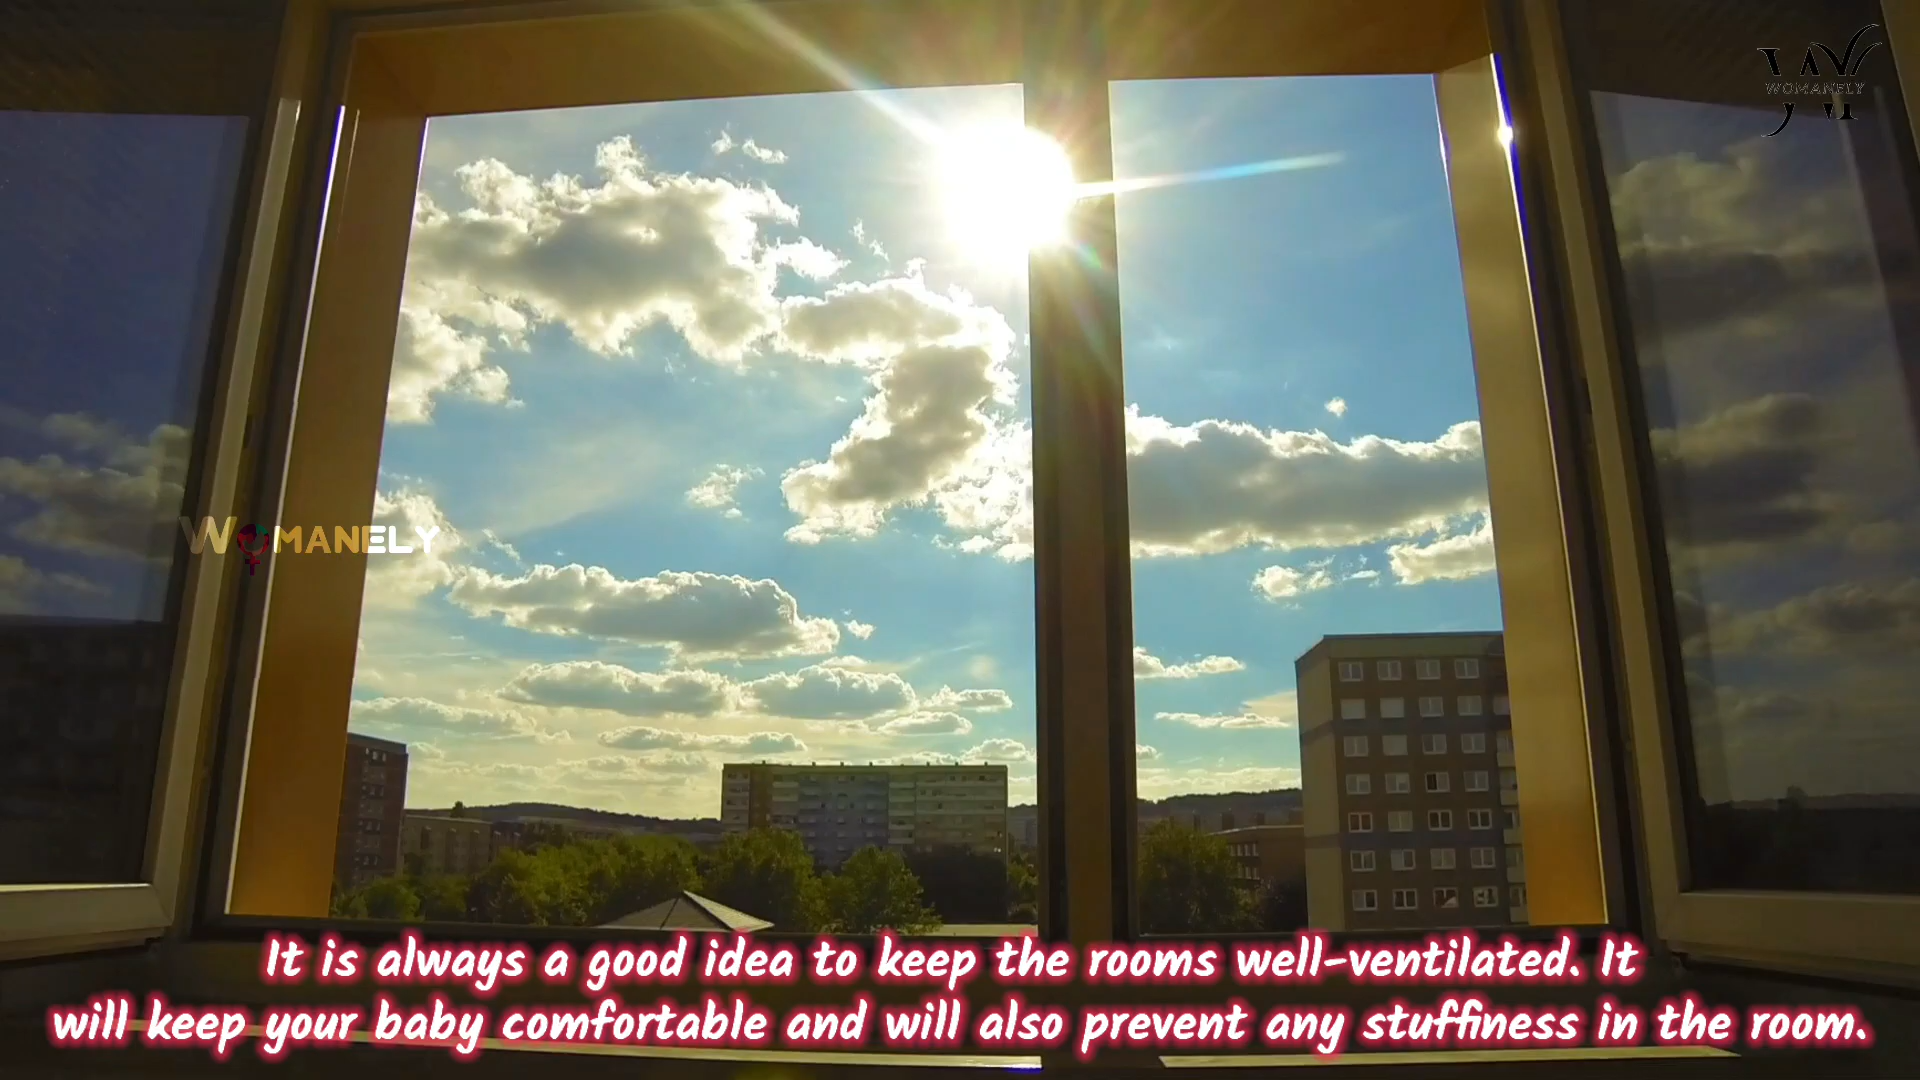 WOMANELY
WOMANELY
It is always a good idea to keep the rooms well-ventilated. It
will keep your baby comfortable and will also prevent any stuffiness in the room.